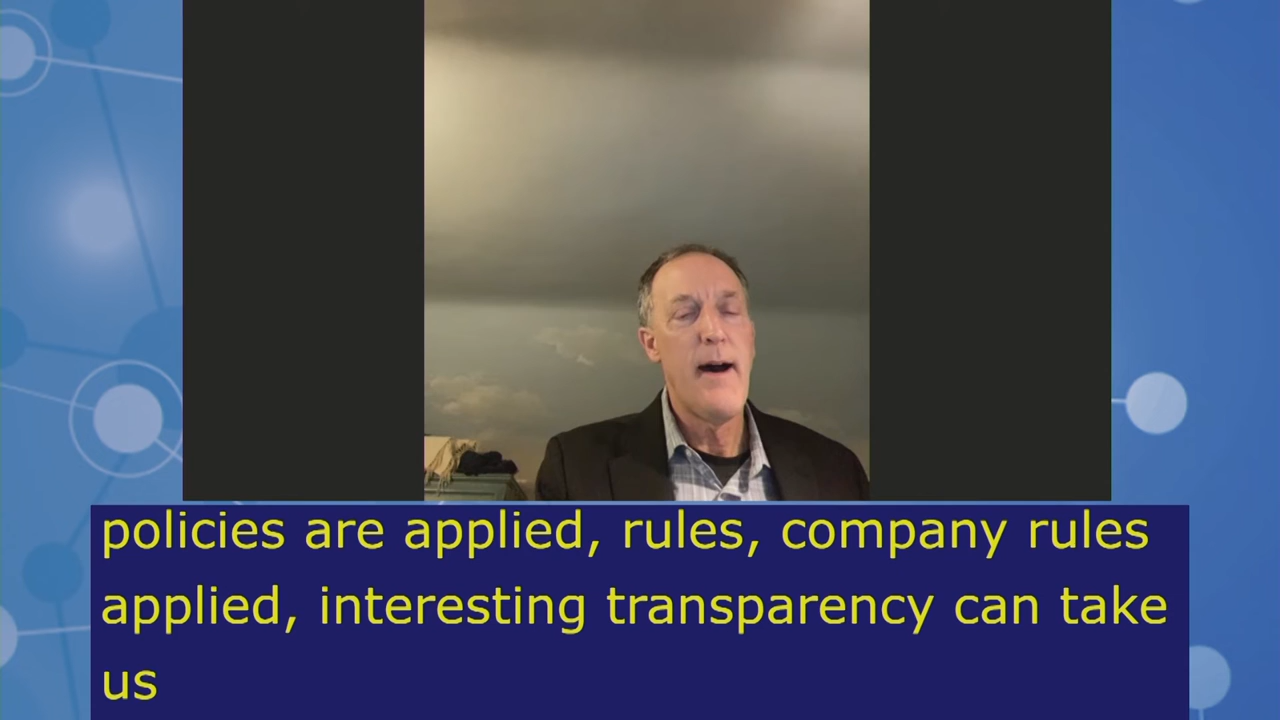 policies are applied, rules, company rules
applied, interesting transparency can take
us